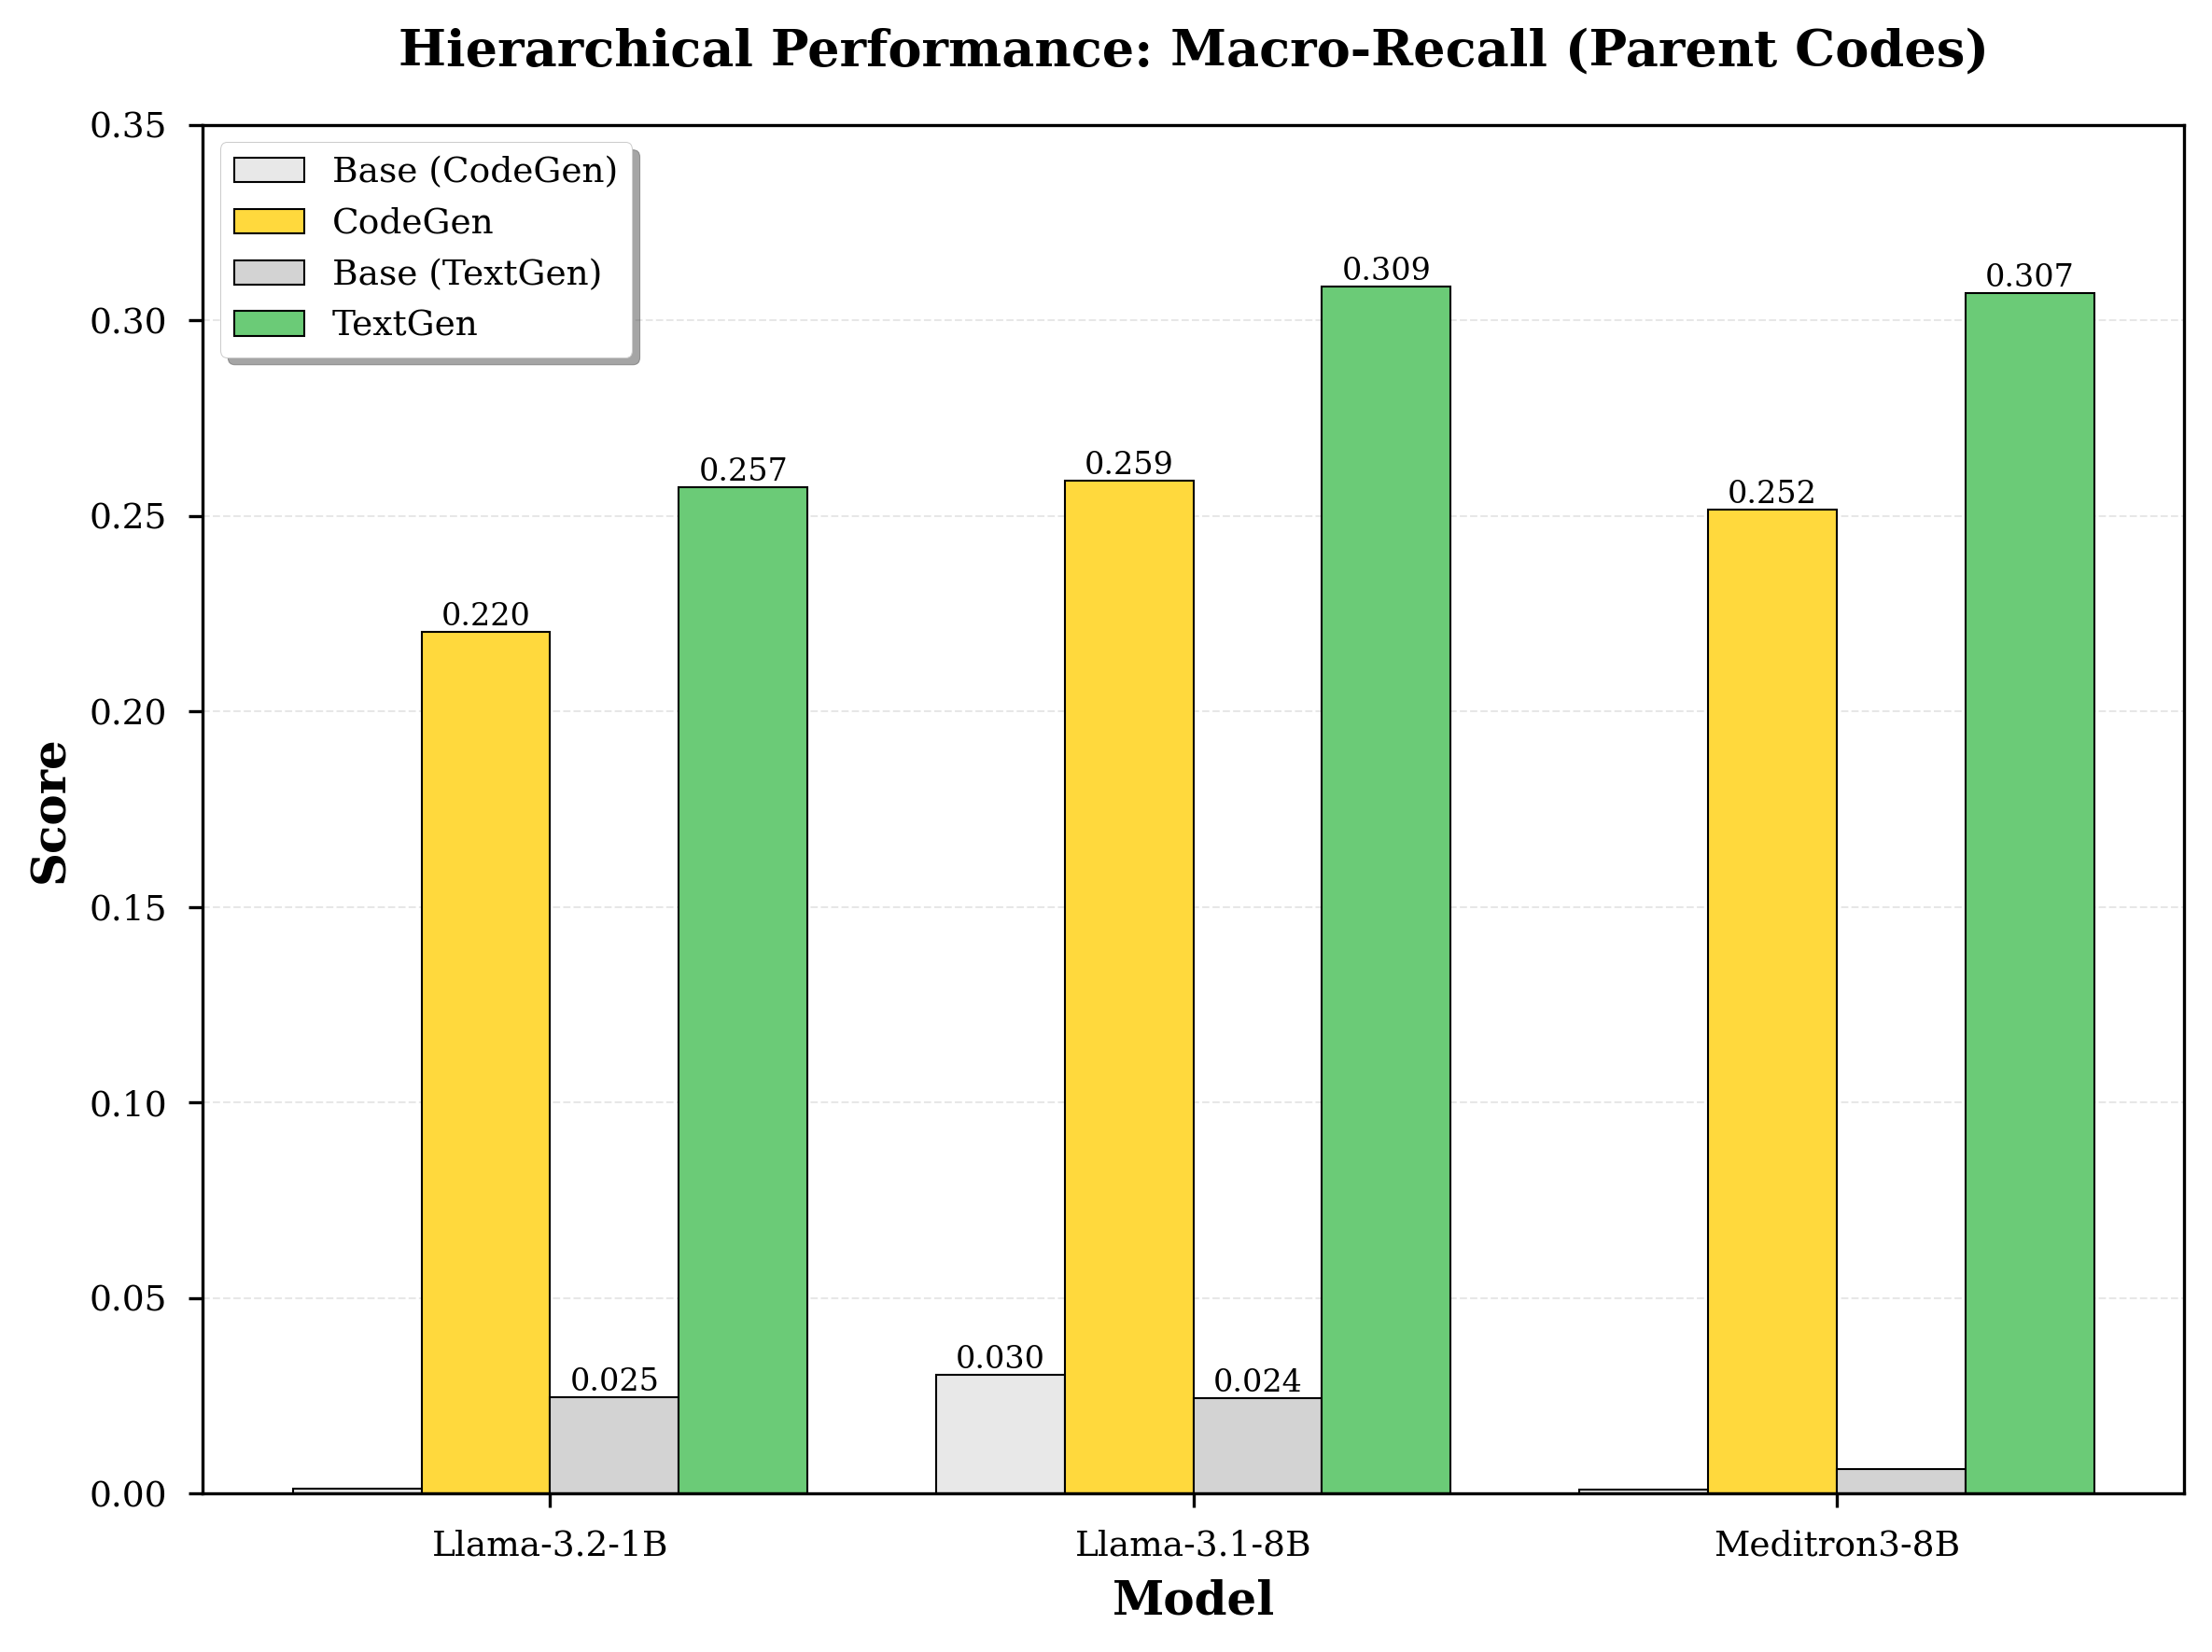 Hierarchical Performance: Macro-Recall (Parent Codes)
Base (CodeGen)
CodeGen
Base (TextGen)
TextGen
Score
0.35
0.30
0.25
0.20
0.15
0.10
0.05
0.00
0.220
0.025
0.257
0.030
0.259
0.024
0.309
0.252
0.307
Llama-3.2-1B
Llama-3.1-8B
Meditron3-8B
Model